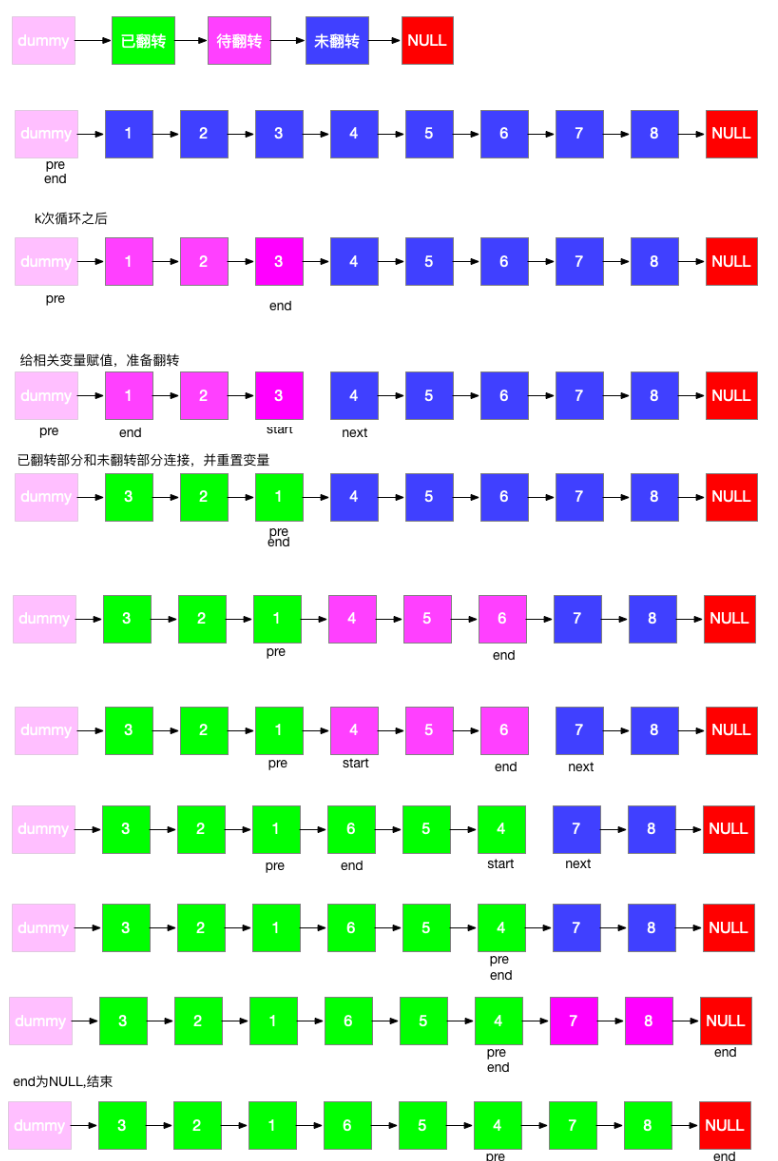 dummy 已翻转 待翻转 未翻转 NULL
dummy 1 2 3 4 5 6 7 8 NULL
pre
end
k次循环之后
dummy 1 2 3 4 5 6 7 8 NULL
pre end
给相关变量赋值，准备翻转
dummy 1 2 3 4 5 6 7 8 NULL
pre end start next
已翻转部分和未翻转部分连接，并重置变量
dummy 3 2 1 4 5 6 7 8 NULL
pre
end
dummy 3 2 1 4 5 6 7 8 NULL
pre end
dummy 3 2 1 4 5 6 7 8 NULL
pre start end next
dummy 3 2 1 6 5 4 7 8 NULL
pre end start next
dummy 3 2 1 6 5 4 7 8 NULL
pre
end
dummy 3 2 1 6 5 4 7 8 NULL
pre end
end
end为NULL,结束
dummy 3 2 1 6 5 4 7 8 NULL
pre end